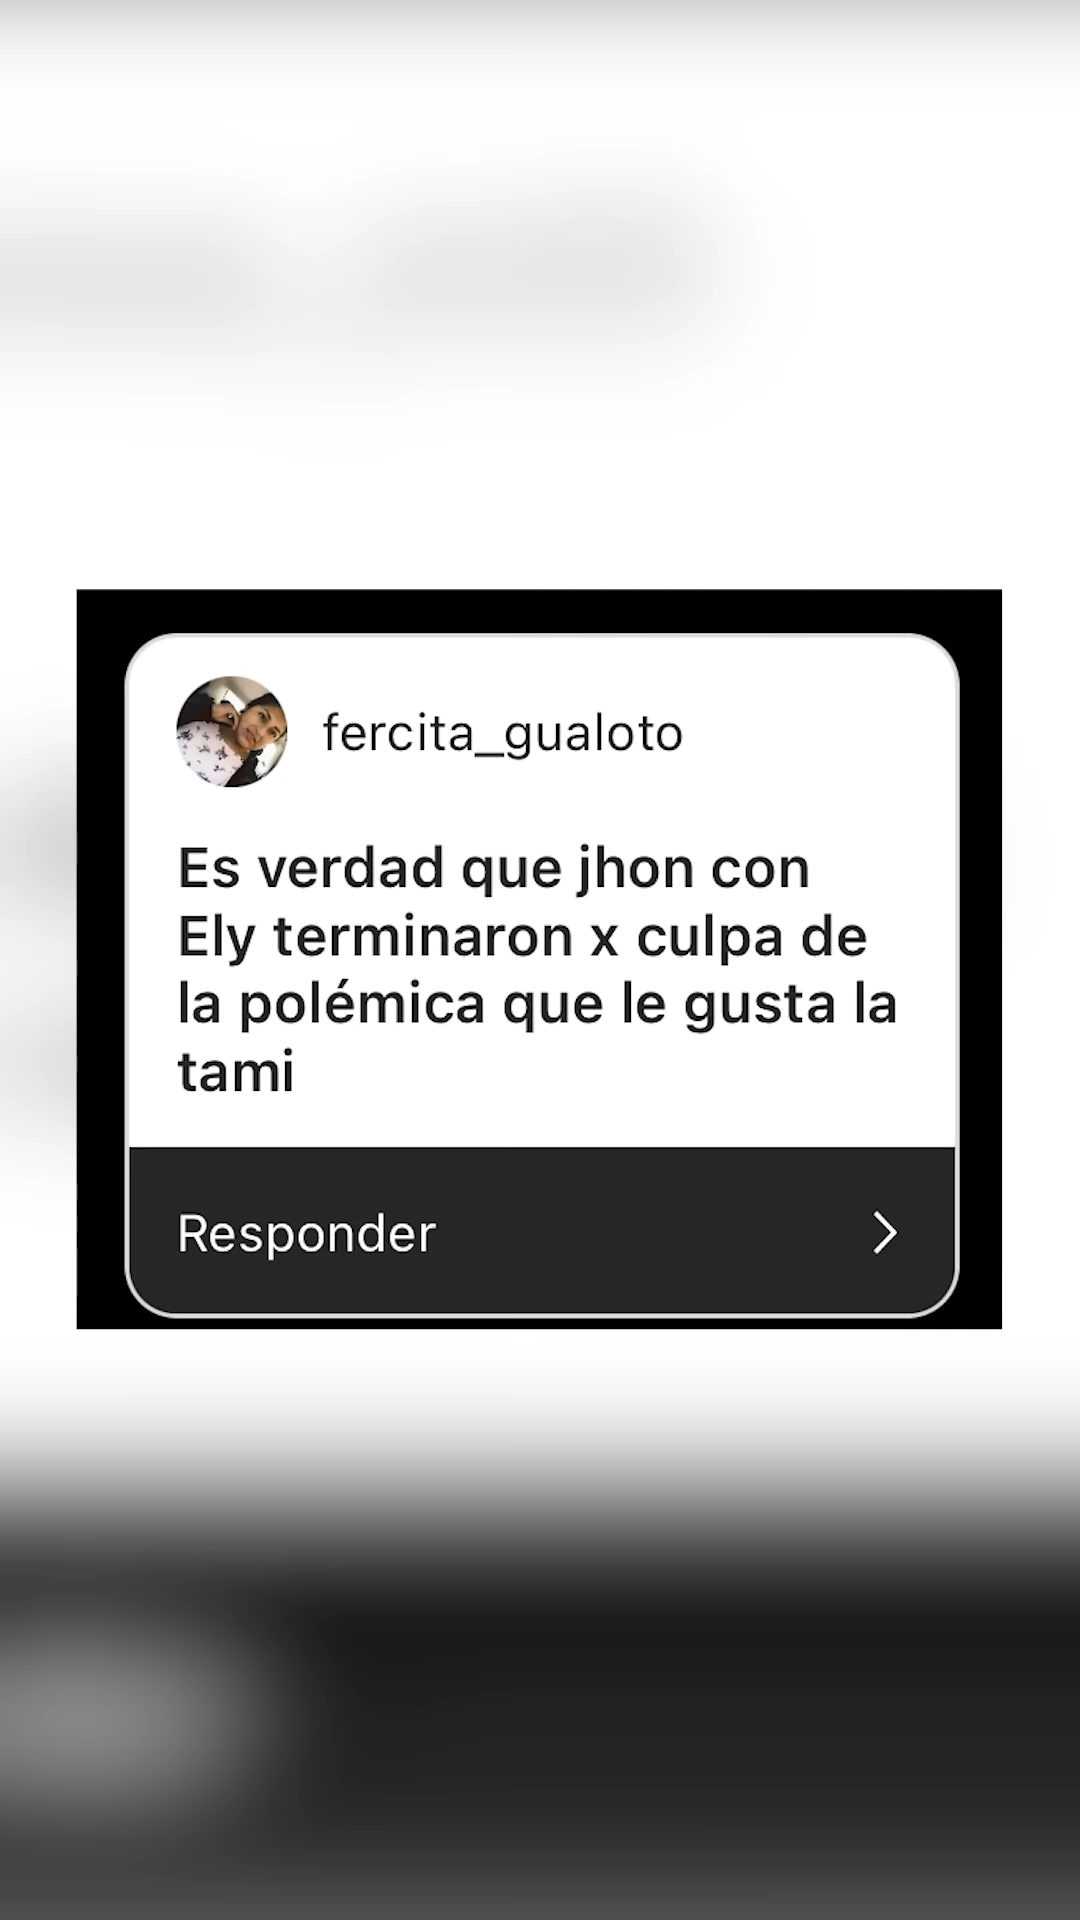 fercita_gualoto
Es verdad que jhon con
Ely terminaron x culpa de
la polémica que le gusta la
tami
Responder